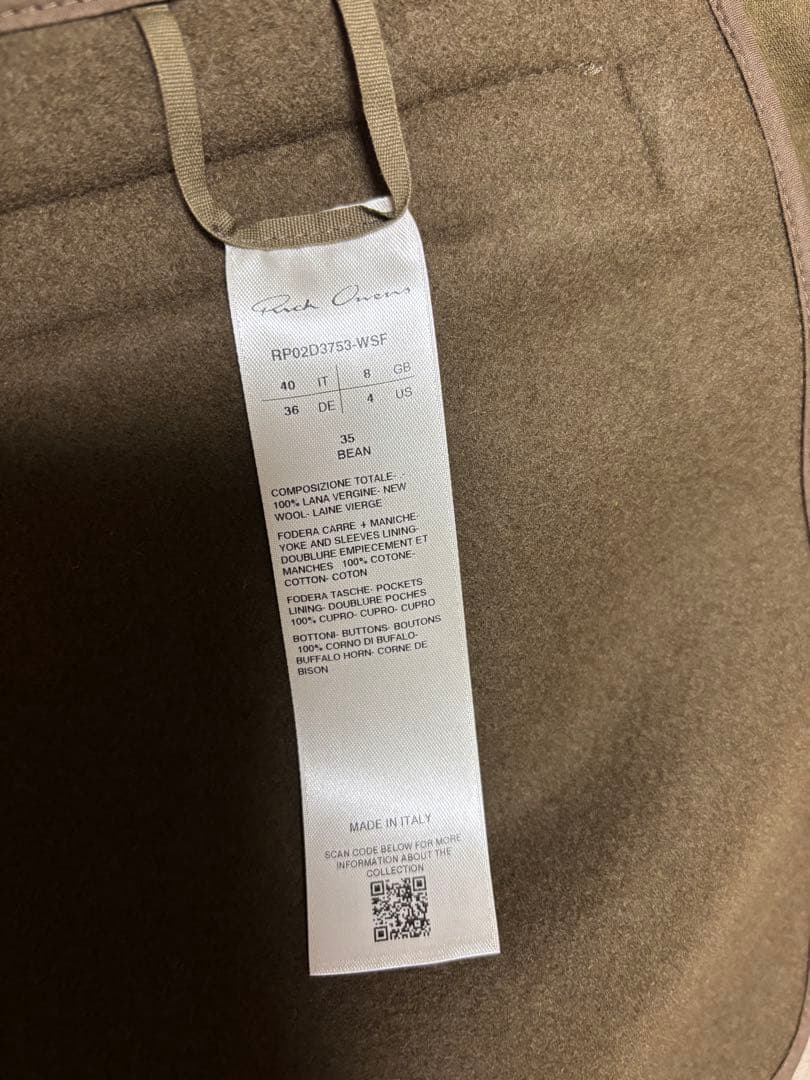 Rick Owens
RP02D3753-WSF
40 IT 8 GB
36 DE 4 US
35
BEAN
COMPOSIZIONE TOTALE-
100% LANA VERGINE- NEW
WOOL- LAINE VIERGE
FODERA CARRE + MANICHE-
YOKE AND SLEEVES LINING-
DOUBLURE EMPIECEMENT ET
MANCHES 100% COTONE-
COTTON- COTON
FODERA TASCHE- POCKETS
LINING- DOUBLURE POCHES
100% CUPRO- CUPRO- CUPRO
BOTTONI- BUTTONS- BOUTONS
100% CORNO DI BUFALO-
BUFFALO HORN- CORNE DE
BISON
MADE IN ITALY
SCAN CODE BELOW FOR MORE
INFORMATION ABOUT THE
COLLECTION